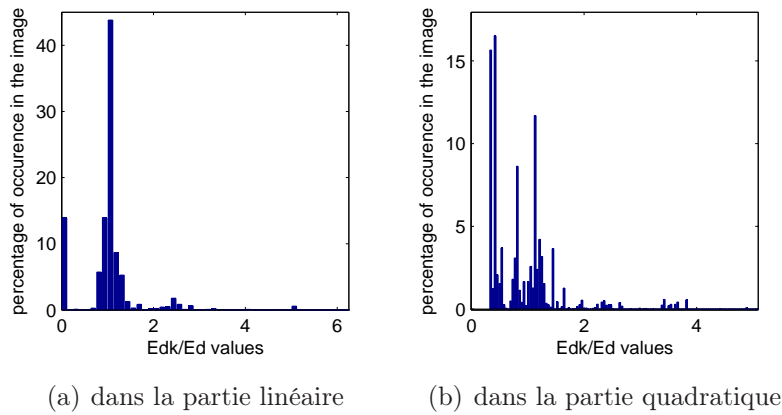 40
30
20
10
0
0 2 4 6
percentage of occurence in the image
Edk/Ed values
(a) dans la partie linéaire
15
10
5
0
0 2 4
percentage of occurence in the image
Edk/Ed values
(b) dans la partie quadratique